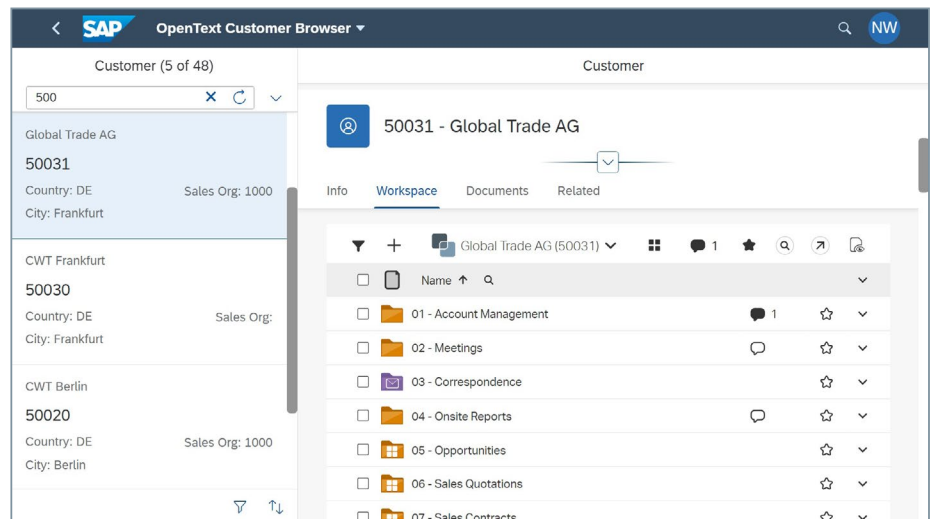 SAP OpenText Customer Browser NW
Customer (5 of 48)
500
Global Trade AG
50031
Country: DE Sales Org: 1000
City: Frankfurt
CWT Frankfurt
50030
Country: DE Sales Org:
City: Frankfurt
CWT Berlin
50020
Country: DE Sales Org: 1000
City: Berlin
Customer
50031 - Global Trade AG
Info Workspace Documents Related
Global Trade AG (50031) 1
Name
01 - Account Management 1
02 - Meetings
03 - Correspondence
04 - Onsite Reports
05 - Opportunities
06 - Sales Quotations
07 - Sales Contracts